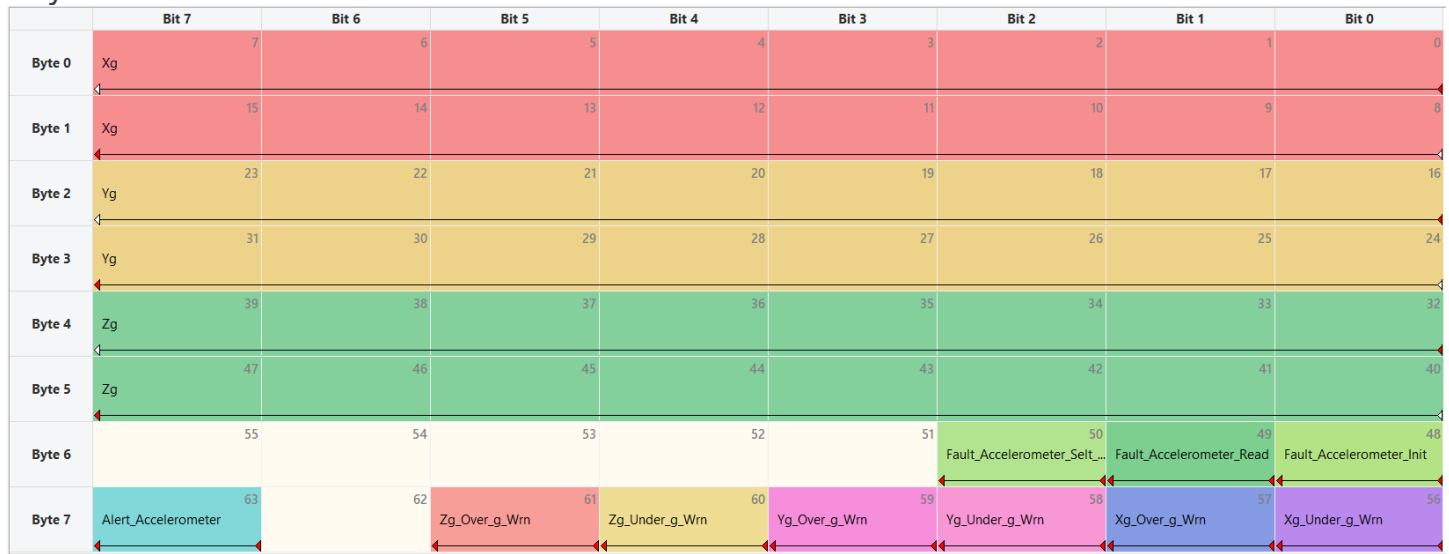 Bit 7 Bit 6 Bit 5 Bit 4 Bit 3 Bit 2 Bit 1 Bit 0
7 6 5 4 3 2 1 0
Byte 0 Xg
15 14 13 12 11 10 9 8
Byte 1 Xg
23 22 21 20 19 18 17 16
Byte 2 Yg
31 30 29 28 27 26 25 24
Byte 3 Yg
39 38 37 36 35 34 33 32
Byte 4 Zg
47 46 45 44 43 42 41 40
Byte 5 Zg
55 54 53 52 51 50 49 48
Byte 6 Fault_Accelerometer_Selt_... Fault_Accelerometer_Read Fault_Accelerometer_Init
63 62 61 60 59 58 57 56
Byte 7 Alert_Accelerometer Zg_Over_g_Wrn Zg_Under_g_Wrn Yg_Over_g_Wrn Yg_Under_g_Wrn Xg_Over_g_Wrn Xg_Under_g_Wrn